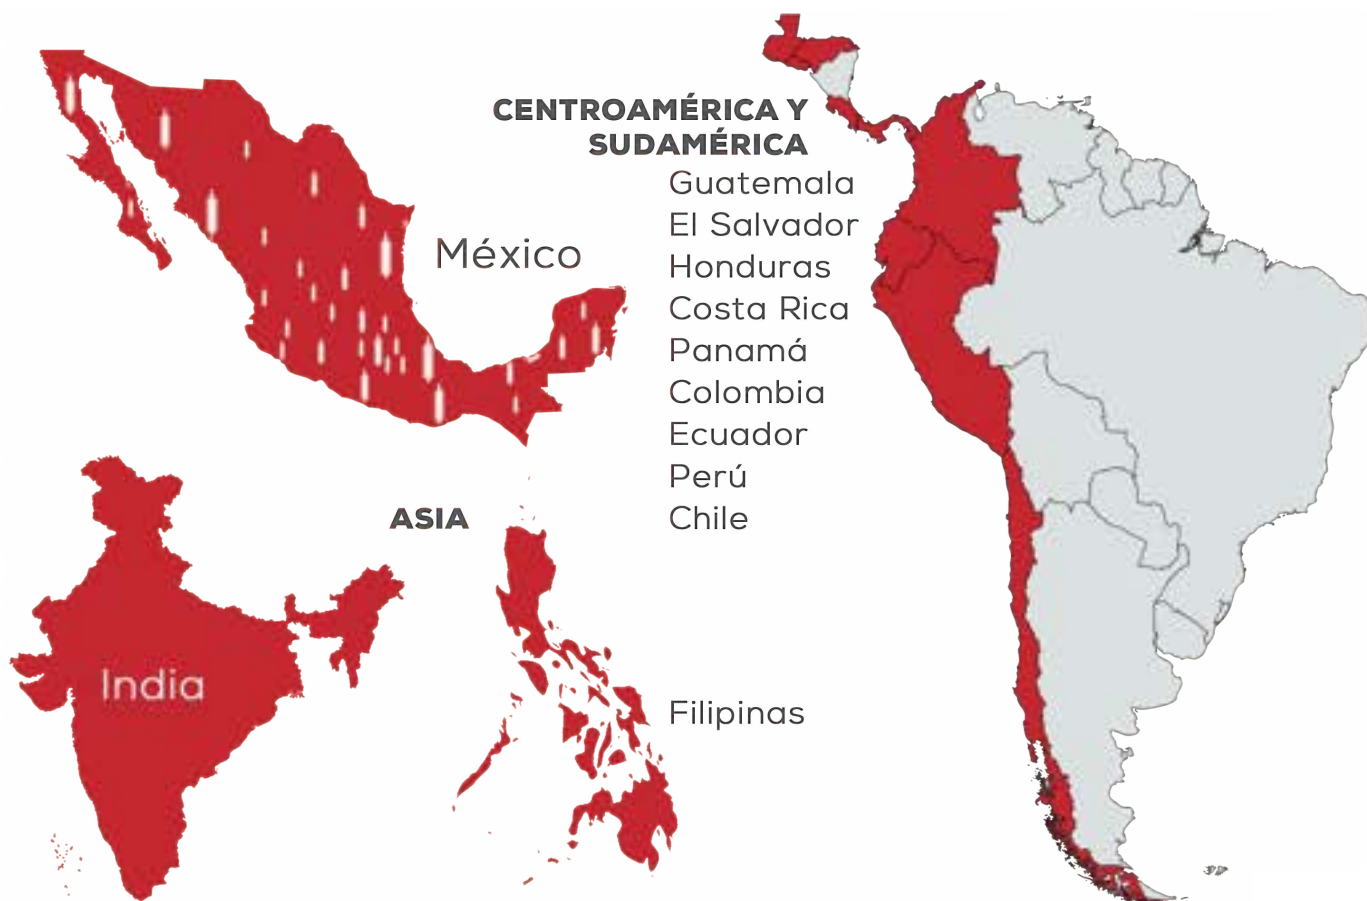 CENTROAMÉRICA Y
SUDAMÉRICA
Guatemala
El Salvador
Honduras
Costa Rica
Panamá
Colombia
Ecuador
Perú
Chile
México
ASIA
India
Filipinas